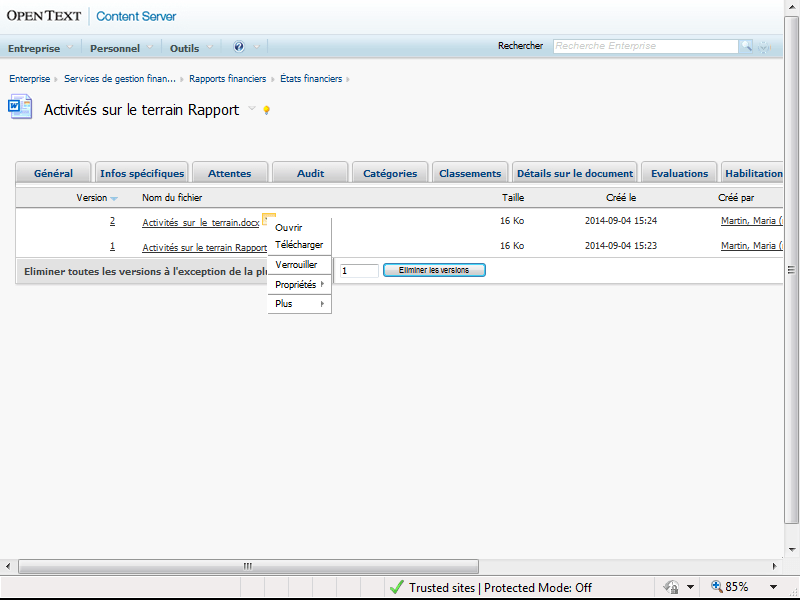 OPEN TEXT Content Server
Entreprise Personnel Outils Rechercher Recherche Enterprise
Enterprise Services de gestion finan... Rapports financiers États financiers
Activités sur le terrain Rapport
Général Infos spécifiques Attentes Audit Catégories Classements Détails sur le document Evaluations Habilitation
Version Nom du fichier Taille Créé le Créé par
2 Activités sur le terrain.docx 16 Ko 2014-09-04 15:24 Martin, Maria (
Ouvrir
1 Activités sur le terrain Rapport 16 Ko 2014-09-04 15:23 Martin, Maria (
Télécharger
Verrouiller
Eliminer toutes les versions à l'exception de la pl 1 Eliminer les versions
Propriétés
Plus
Trusted sites | Protected Mode: Off 85%